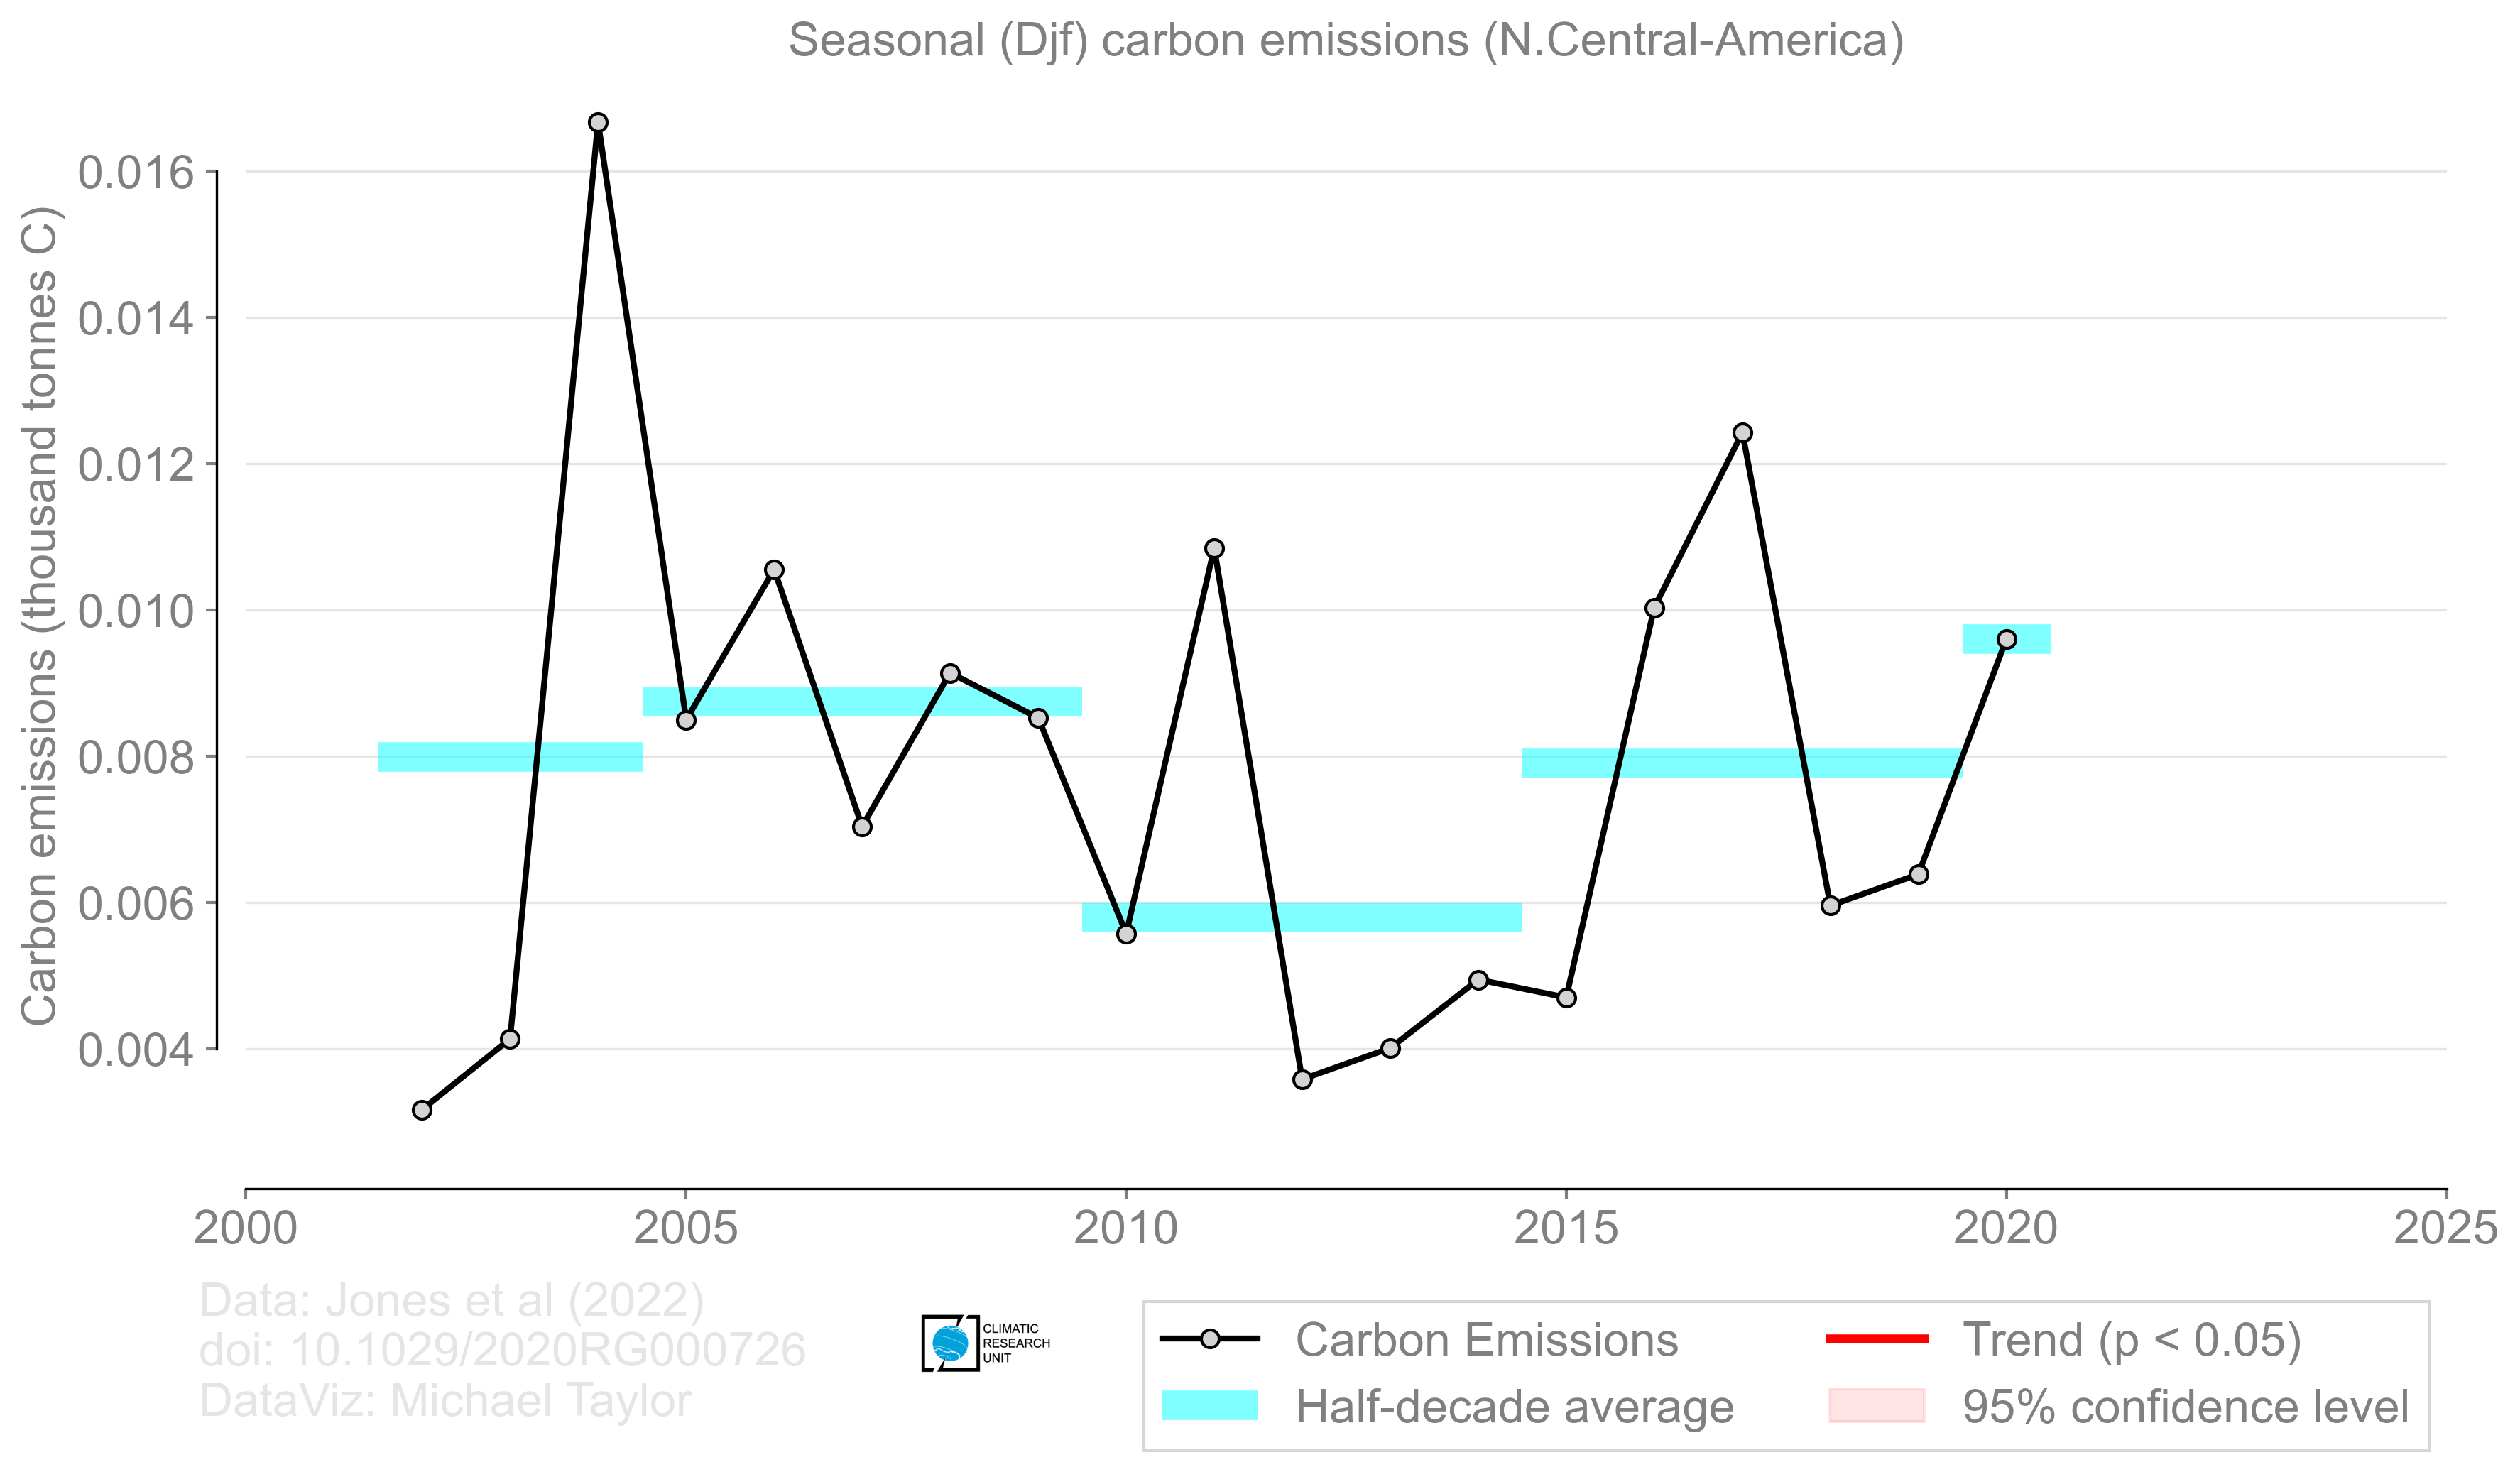 Seasonal (Djf) carbon emissions (N.Central-America)
Carbon emissions (thousand tonnes C)
0.016
0.014
0.012
0.010
0.008
0.006
0.004
2000 2005 2010 2015 2020 2025
Data: Jones et al (2022)
doi: 10.1029/2020RG000726
DataViz: Michael Taylor
CLIMATIC
RESEARCH
UNIT
Carbon Emissions
Half-decade average
Trend (p < 0.05)
95% confidence level